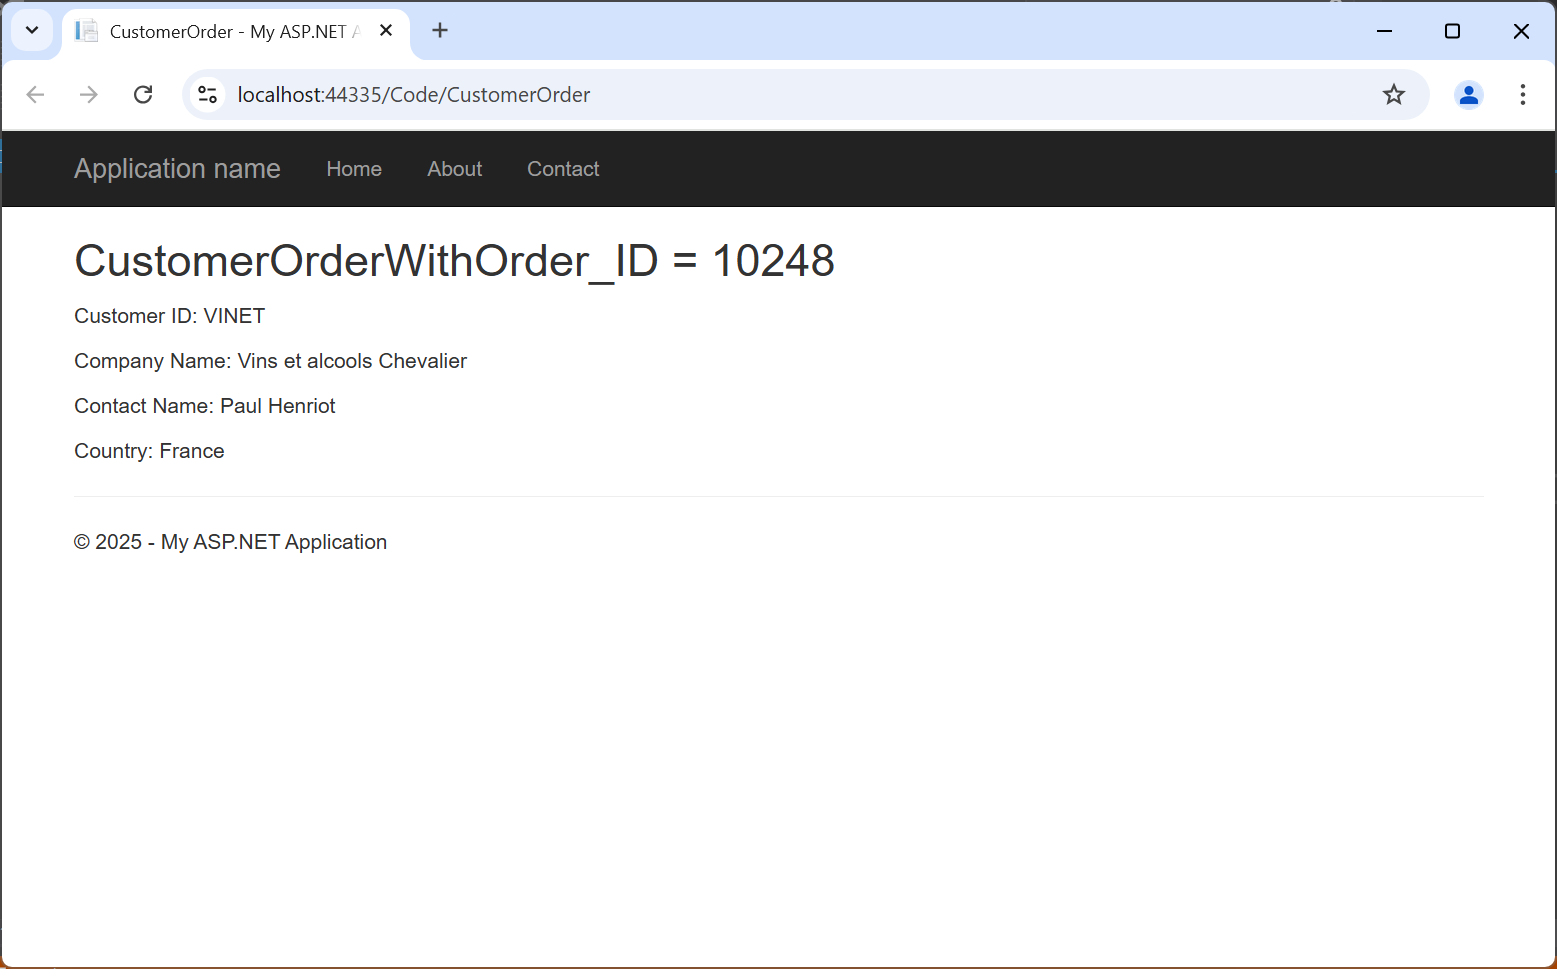 CustomerOrder - My ASP.NET A
localhost:44335/Code/CustomerOrder
Application name Home About Contact
CustomerOrderWithOrder_ID = 10248
Customer ID: VINET
Company Name: Vins et alcools Chevalier
Contact Name: Paul Henriot
Country: France
© 2025 - My ASP.NET Application